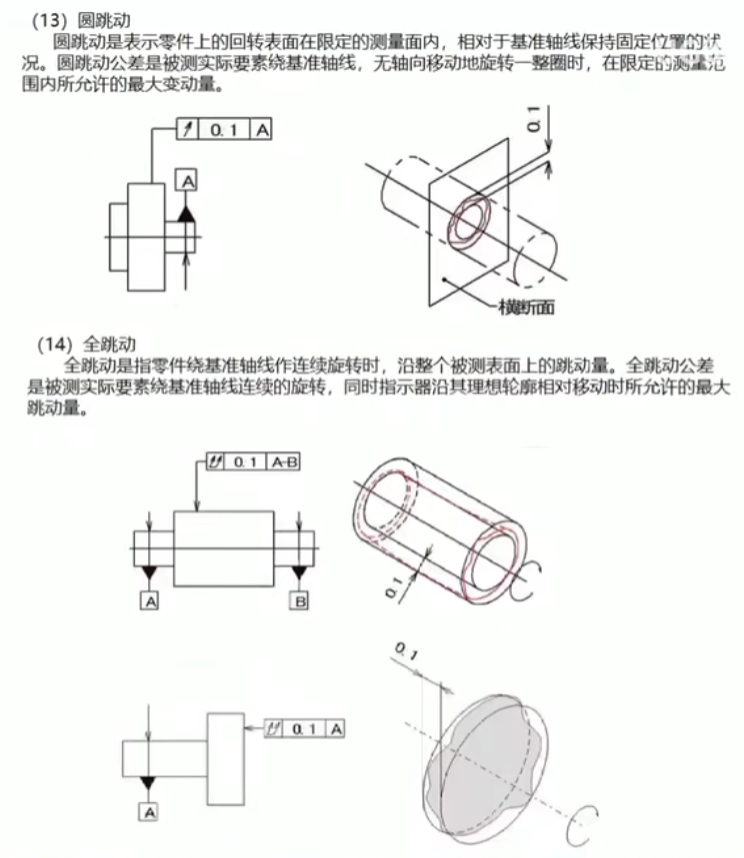 （13）圆跳动
圆跳动是表示零件上的回转表面在限定的测量面内，相对于基准轴线保持固定位置的状
况。圆跳动公差是被测实际要素绕基准轴线，无轴向移动地旋转一整圈时，在限定的测量范
围内所允许的最大变动量。
0.1 A
A
0.1
横断面
（14）全跳动
全跳动是指零件绕基准轴线作连续旋转时，沿整个被测表面上的跳动量。全跳动公差
是被测实际要素绕基准轴线连续的旋转，同时指示器沿其理想轮廓相对移动时所允许的最大
跳动量。
0.1 A-B
A
B
0.1
0.1
0.1 A
A